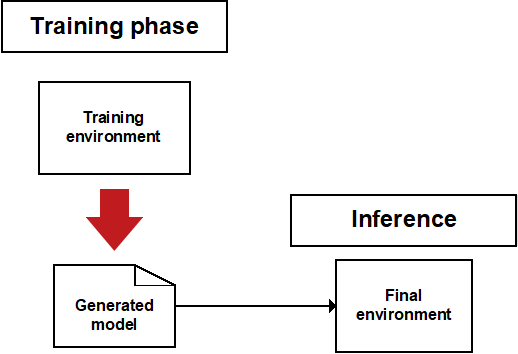 Training phase
Training
environment
Inference
Generated
model
Final
environment